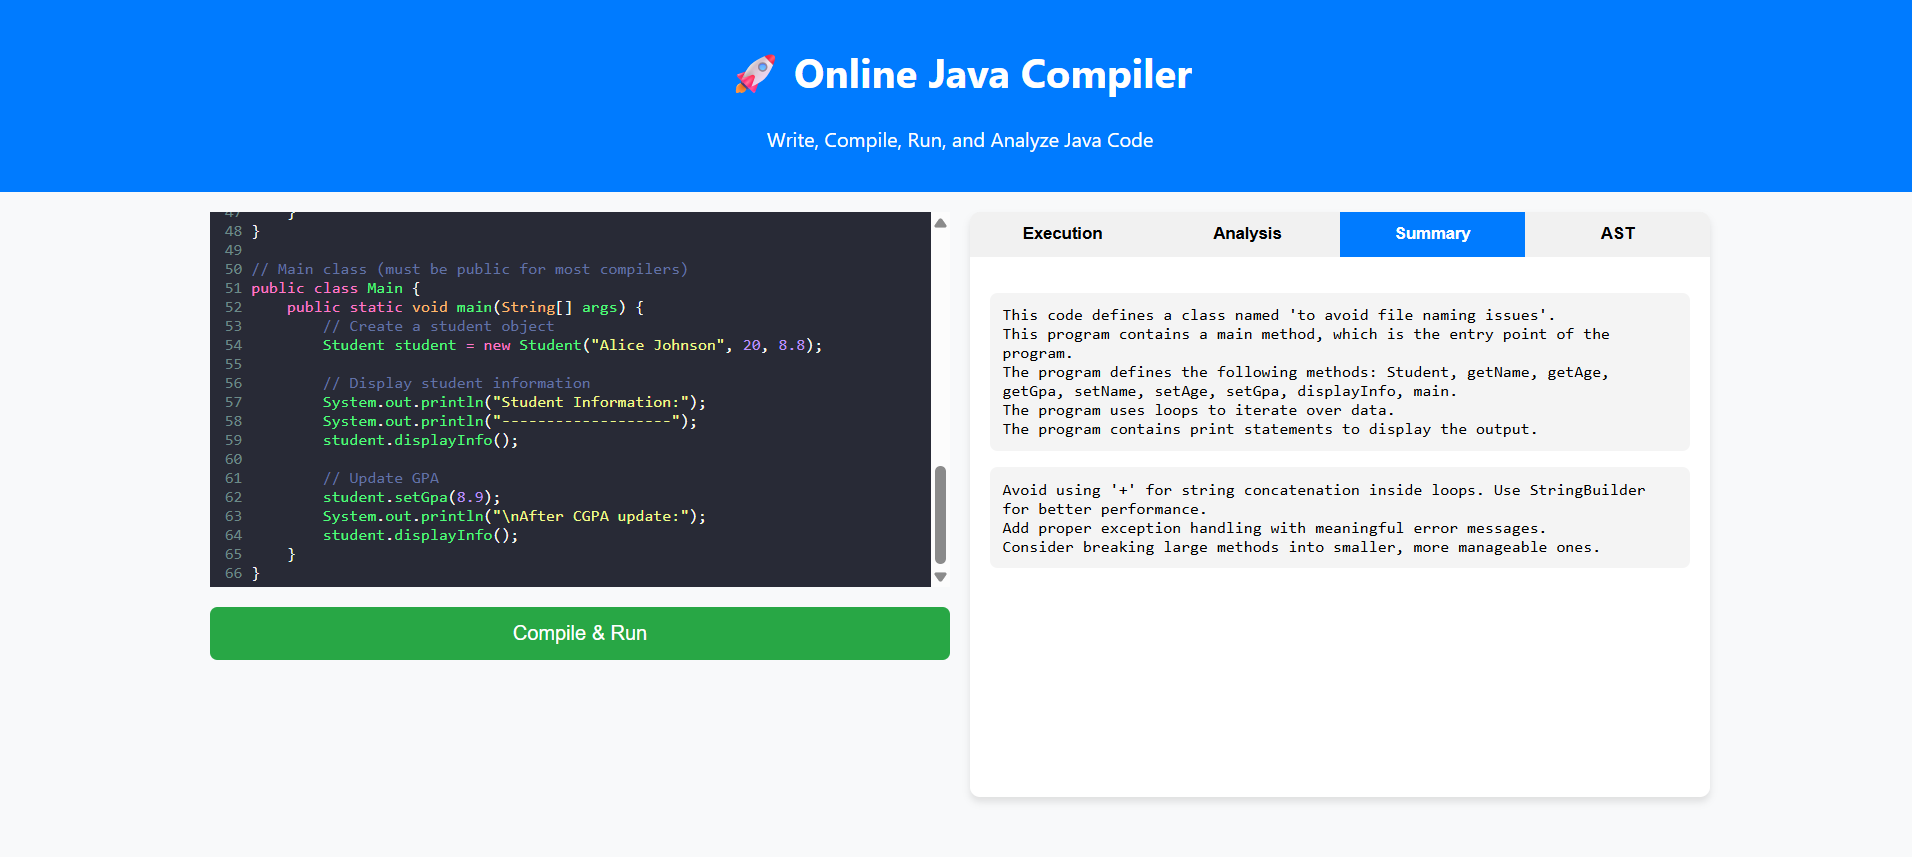 🚀 Online Java Compiler
Write, Compile, Run, and Analyze Java Code
47     }
48 }
49
50 // Main class (must be public for most compilers)
51 public class Main {
52     public static void main(String[] args) {
53         // Create a student object
54         Student student = new Student("Alice Johnson", 20, 8.8);
55
56         // Display student information
57         System.out.println("Student Information:");
58         System.out.println("-------------------");
59         student.displayInfo();
60
61         // Update GPA
62         student.setGpa(8.9);
63         System.out.println("\nAfter CGPA update:");
64         student.displayInfo();
65     }
66 }
Compile & Run
Execution Analysis Summary AST
This code defines a class named 'to avoid file naming issues'.
This program contains a main method, which is the entry point of the
program.
The program defines the following methods: Student, getName, getAge,
getGpa, setName, setAge, setGpa, displayInfo, main.
The program uses loops to iterate over data.
The program contains print statements to display the output.
Avoid using '+' for string concatenation inside loops. Use StringBuilder
for better performance.
Add proper exception handling with meaningful error messages.
Consider breaking large methods into smaller, more manageable ones.